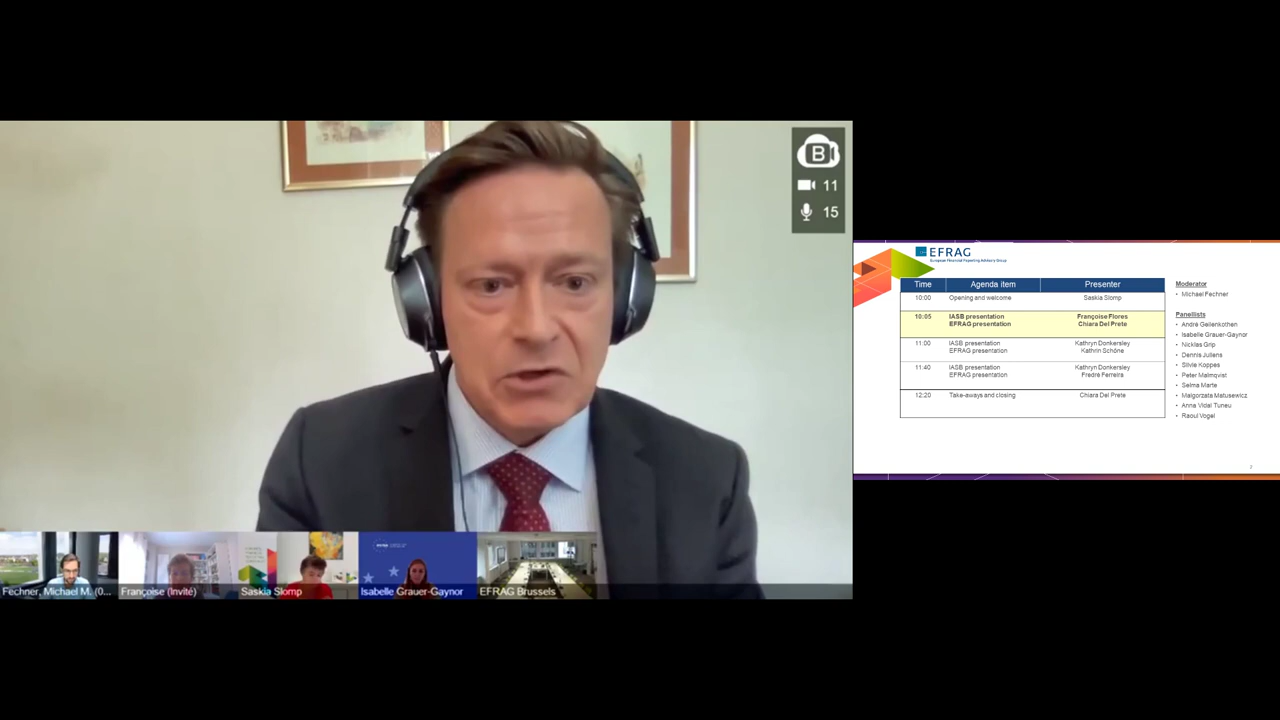 B
11
15
Fechner, Michael M. (0...
Françoise (Invité)
Saskia Slomp
Isabelle Grauer-Gaynor
EFRAG Brussels
EFRAG
European Financial Reporting Advisory Group
Time Agenda item Presenter
10:00 Opening and welcome Saskia Slomp
10:05 IASB presentation Françoise Flores
EFRAG presentation Chiara Del Prete
11:00 IASB presentation Kathryn Donkersley
EFRAG presentation Kathrin Schöne
11:40 IASB presentation Kathryn Donkersley
EFRAG presentation Fredré Ferreira
12:20 Take-aways and closing Chiara Del Prete
Moderator
• Michael Fechner
Panellists
• André Geilenkothen
• Isabelle Grauer-Gaynor
• Nicklas Grip
• Dennis Jullens
• Silvie Koppes
• Peter Malmqvist
• Selma Marte
• Malgorzata Matusewicz
• Anna Vidal Tuneu
• Raoul Vogel